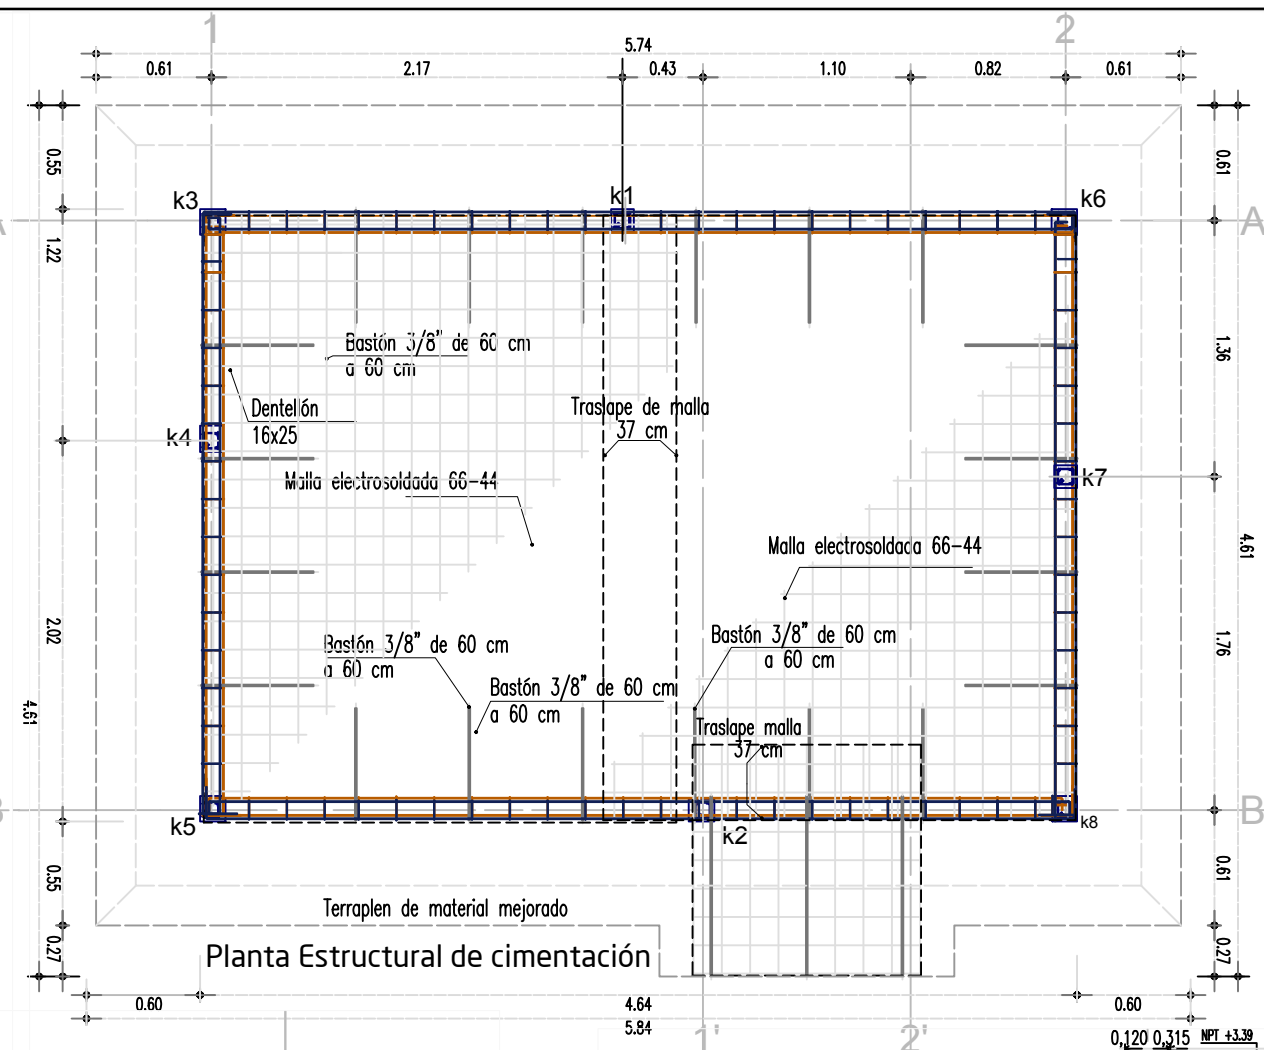 1
2
5.74
0.61
2.17
0.43
1.10
0.82
0.61
0.55
0.61
k3
k1
k6
A
1.22
Bastón 3/8" de 60 cm
a 60 cm
1.36
Dentellón
16x25
Traslape de malla
37 cm
k4
k7
Malla electrosoldada 66-44
Malla electrosoldada 66-44
4.61
2.02
Bastón 3/8" de 60 cm
a 60 cm
Bastón 3/8" de 60 cm
a 60 cm
1.76
Bastón 3/8" de 60 cm
a 60 cm
4.61
Traslape malla
37 cm
B
k5
k2
k8
0.55
0.61
Terraplen de material mejorado
0.27
Planta Estructural de cimentación
0.27
0.60
4.64
0.60
5.84
1'
2'
0,120 0,315 NPT +3.39